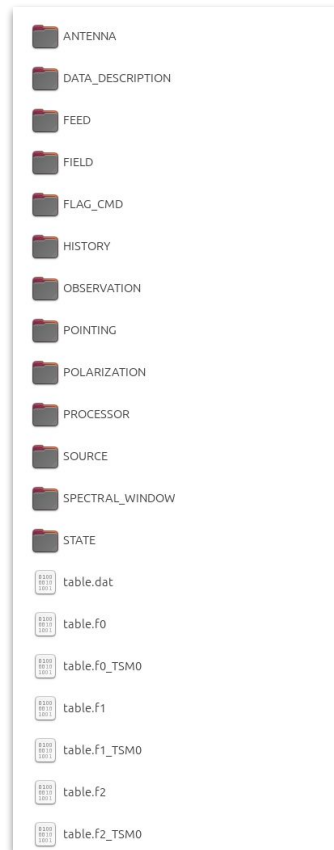 ANTENNA
DATA_DESCRIPTION
FEED
FIELD
FLAG_CMD
HISTORY
OBSERVATION
POINTING
POLARIZATION
PROCESSOR
SOURCE
SPECTRAL_WINDOW
STATE
table.dat
table.f0
table.f0_TSM0
table.f1
table.f1_TSM0
table.f2
table.f2_TSM0